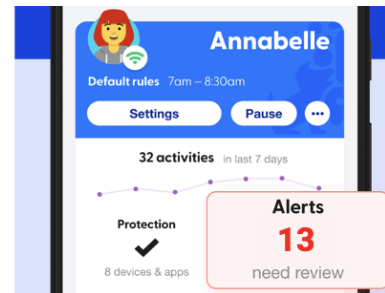 Annabelle
Default rules 7am – 8:30am
Settings
Pause
32 activities in last 7 days
Protection
8 devices & apps
Alerts
13
need review